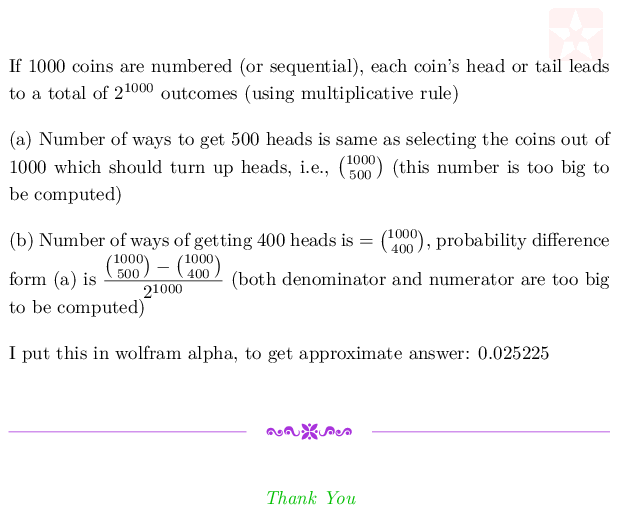 If 1000 coins are numbered (or sequential), each coin's head or tail leads
to a total of 2^1000 outcomes (using multiplicative rule)
(a) Number of ways to get 500 heads is same as selecting the coins out of
1000 which should turn up heads, i.e., (1000 500) (this number is too big to
be computed)
(b) Number of ways of getting 400 heads is = (1000 400), probability difference
form (a) is ((1000 500) − (1000 400))/2^1000 (both denominator and numerator are too big
to be computed)
I put this in wolfram alpha, to get approximate answer: 0.025225
Thank You